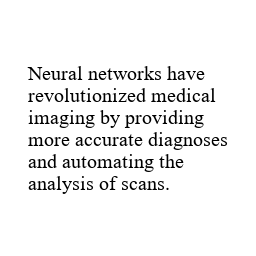 Neural networks have
revolutionized medical
imaging by providing
more accurate diagnoses
and automating the
analysis of scans.